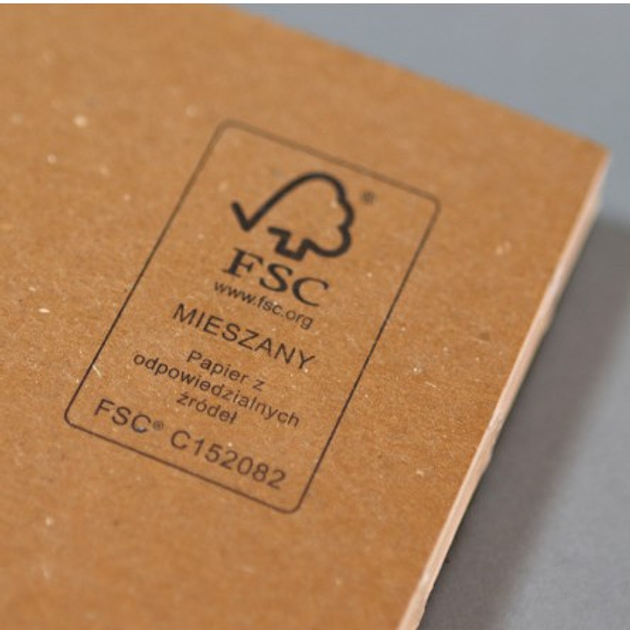 ®
FSC
www.fsc.org
MIESZANY
Papier z
odpowiedzialnych
źródeł
FSC® C152082